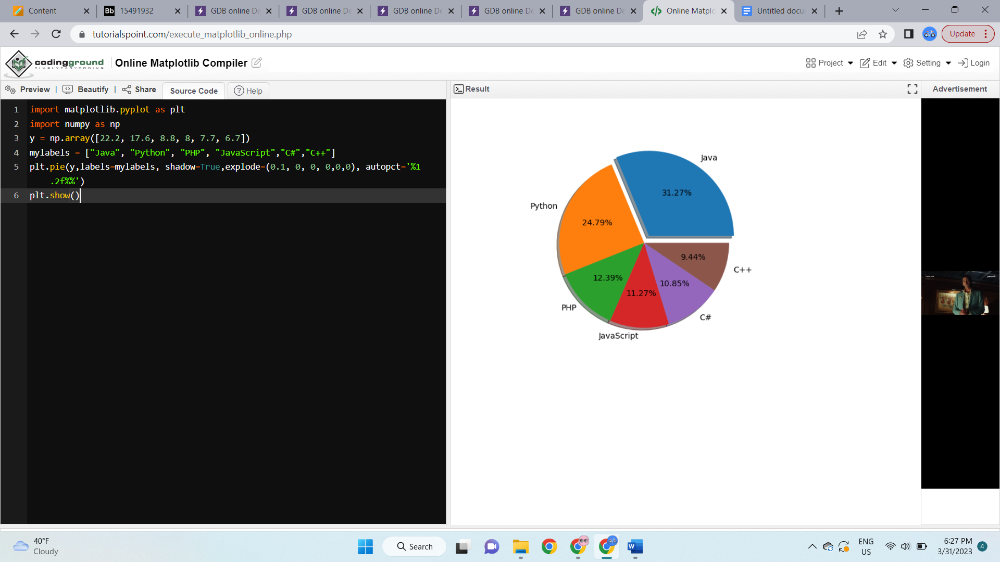 Content
15491932
GDB online De
GDB online De
GDB online De
GDB online De
GDB online De
Online Matplo
Untitled docu
tutorialspoint.com/execute_matplotlib_online.php
Update
codingground
SIMPLYEASYCODING
Online Matplotlib Compiler
Project
Edit
Setting
Login
Preview | Beautify | Share
Source Code
Help
Result
Advertisement
1 import matplotlib.pyplot as plt
2 import numpy as np
3 y = np.array([22.2, 17.6, 8.8, 8, 7.7, 6.7])
4 mylabels = ["Java", "Python", "PHP", "JavaScript","C#","C++"]
5 plt.pie(y,labels=mylabels, shadow=True,explode=(0.1, 0, 0, 0,0,0), autopct='%1
.2f%%')
6 plt.show()
Java
31.27%
Python
24.79%
9.44%
C++
12.39%
10.85%
11.27%
PHP
C#
JavaScript
40°F
Cloudy
Search
ENG
US
6:27 PM
3/31/2023
4